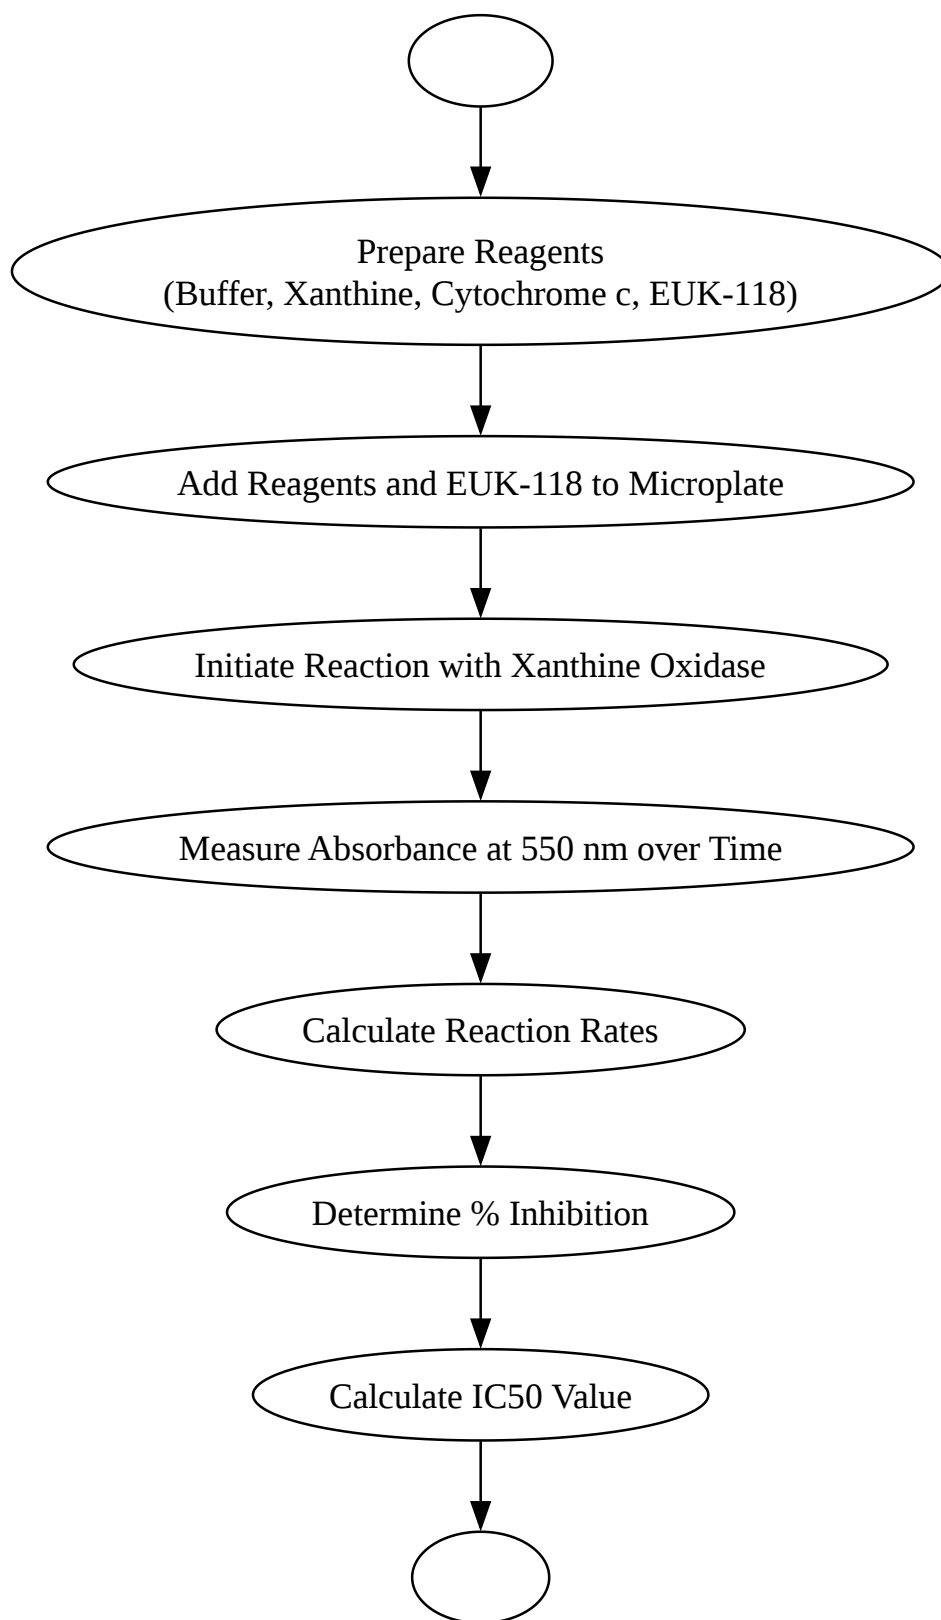 Prepare Reagents
(Buffer, Xanthine, Cytochrome c, EUK-118)
Add Reagents and EUK-118 to Microplate
Initiate Reaction with Xanthine Oxidase
Measure Absorbance at 550 nm over Time
Calculate Reaction Rates
Determine % Inhibition
Calculate IC50 Value